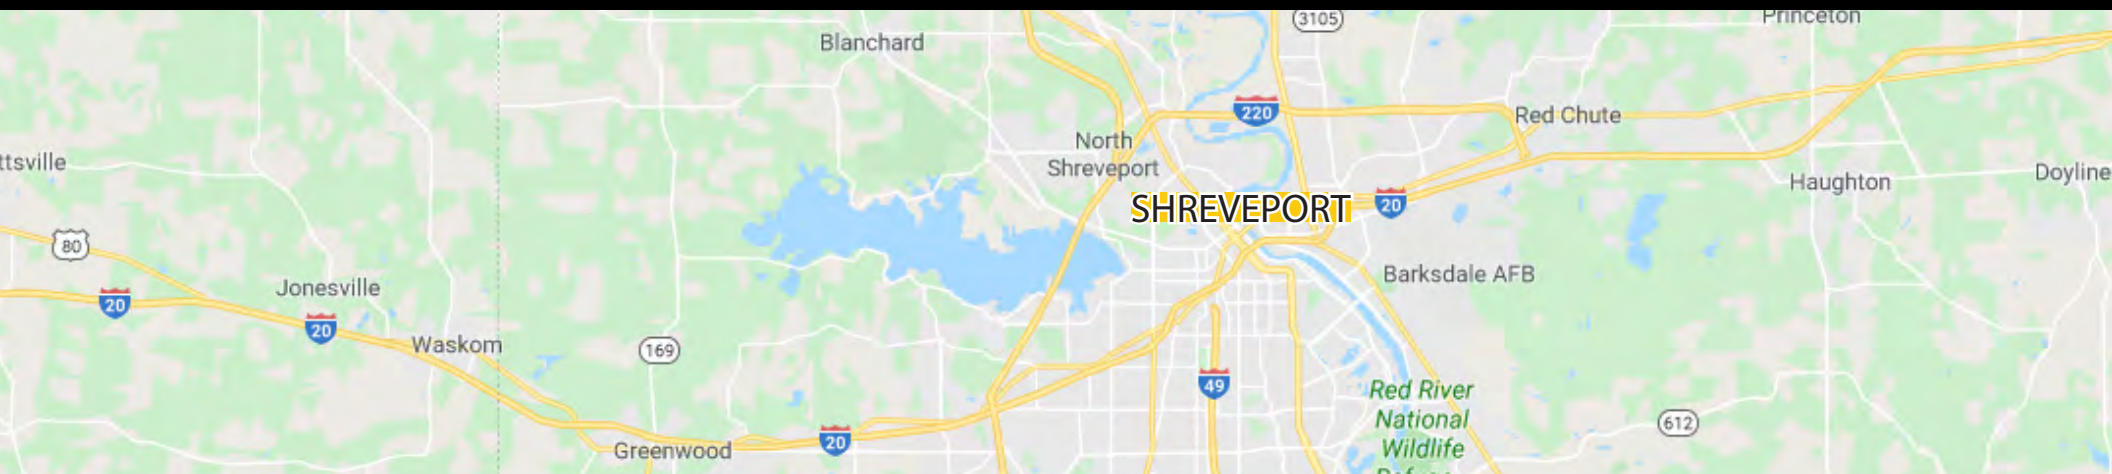 3105
Princeton
Blanchard
220
Red Chute
North
Shreveport
ttsville
Doyline
Haughton
SHREVEPORT
20
80
Barksdale AFB
Jonesville
20
20
Waskom
169
49
Red River
National
Wildlife
612
20
Greenwood